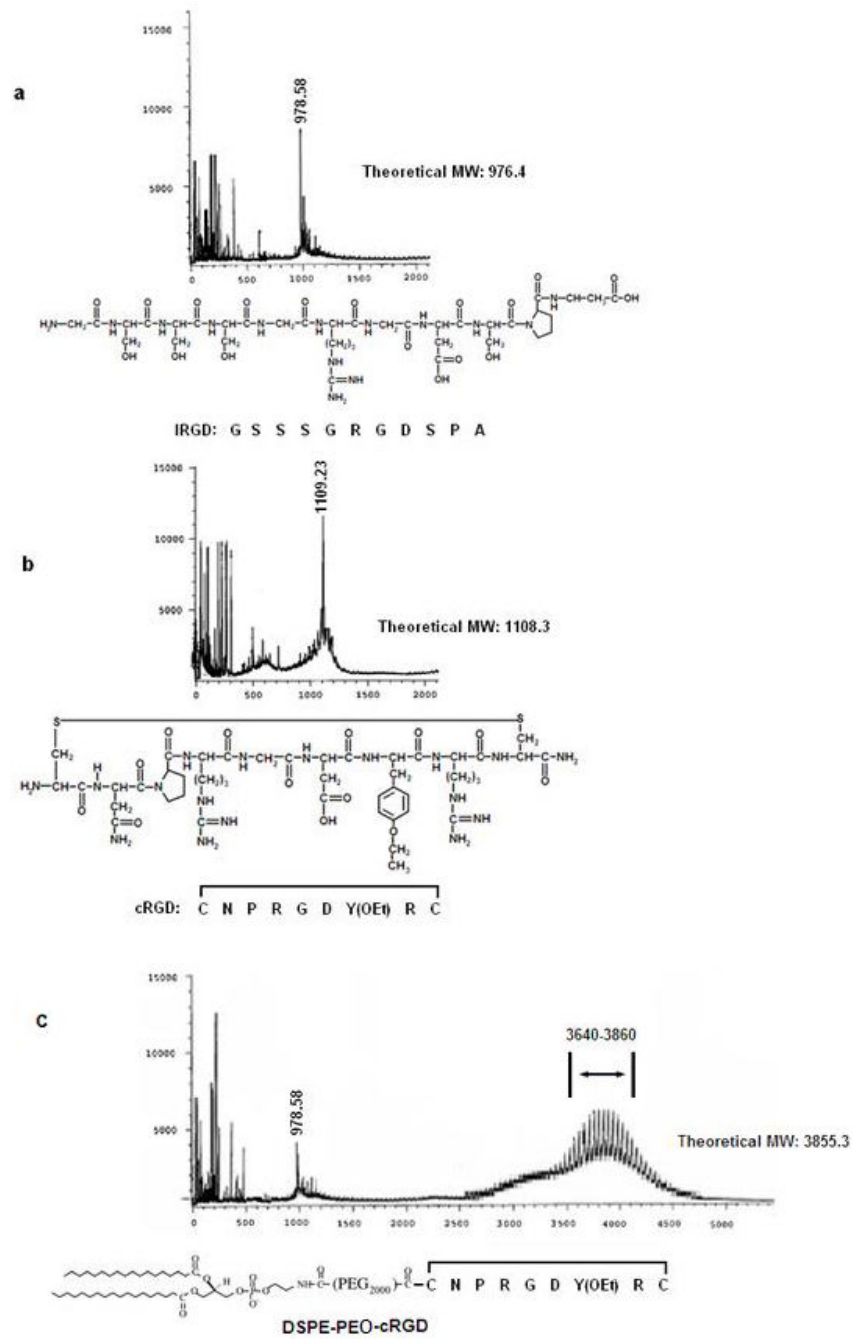 a
15000
10000
5000
978.58
Theoretical MW: 976.4
0 500 1000 1500 2000
lRGD: G S S S G R G D S P A
b
15000
10000
5000
1109.23
Theoretical MW: 1108.3
0 500 1000 1500 2000
cRGD: C N P R G D Y(OEt) R C
c
15000
10000
5000
978.58
3640-3860
Theoretical MW: 3855.3
0 500 1000 1500 2000 2500 3000 3500 4000 5000
(PEG2000)
C N P R G D Y(OEt) R C
DSPE-PEO-cRGD